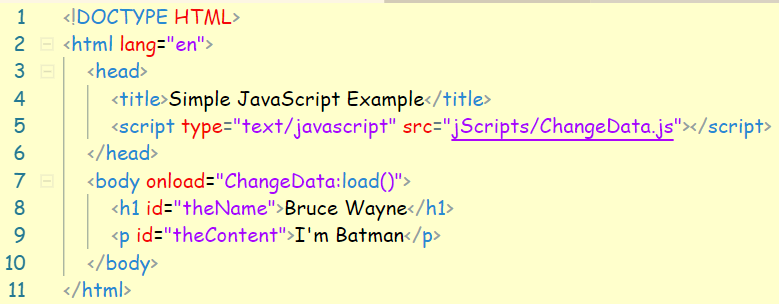 1 <!DOCTYPE HTML>
2 <html lang="en">
3 <head>
4 <title>Simple JavaScript Example</title>
5 <script type="text/javascript" src="jScripts/ChangeData.js"></script>
6 </head>
7 <body onload="ChangeData:load()">
8 <h1 id="theName">Bruce Wayne</h1>
9 <p id="theContent">I'm Batman</p>
10 </body>
11 </html>